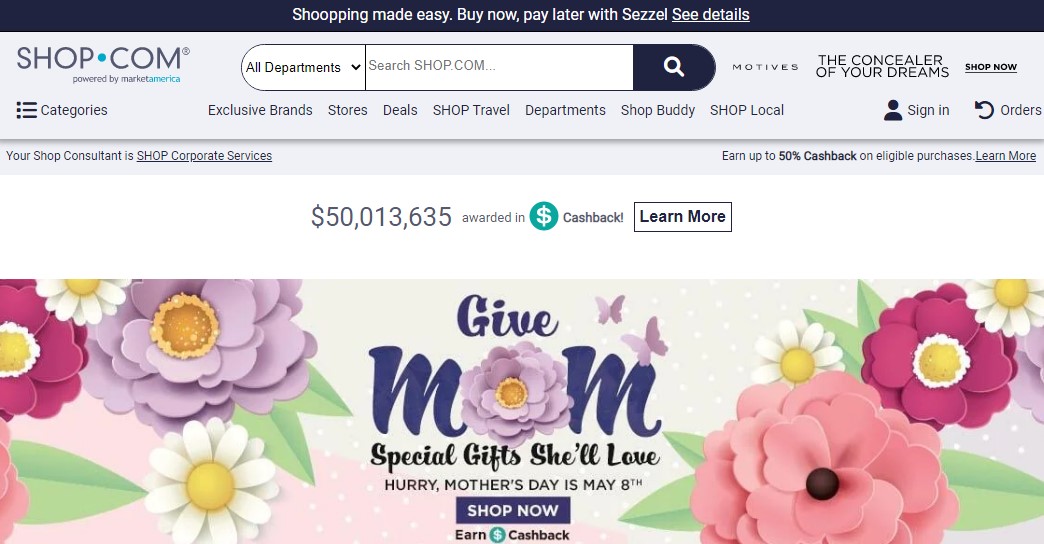 Shoopping made easy. Buy now, pay later with Sezzel See details
SHOP•COM®
powered by marketamerica
All Departments
Search SHOP.COM...
MOTIVES
THE CONCEALER
OF YOUR DREAMS
SHOP NOW
Categories
Exclusive Brands Stores Deals SHOP Travel Departments Shop Buddy SHOP Local
Sign in
Orders
Your Shop Consultant is SHOP Corporate Services
Earn up to 50% Cashback on eligible purchases.Learn More
$50,013,635 awarded in $ Cashback! Learn More
Give
MOM
Special Gifts She'll Love
HURRY, MOTHER'S DAY IS MAY 8TH
SHOP NOW
Earn $ Cashback